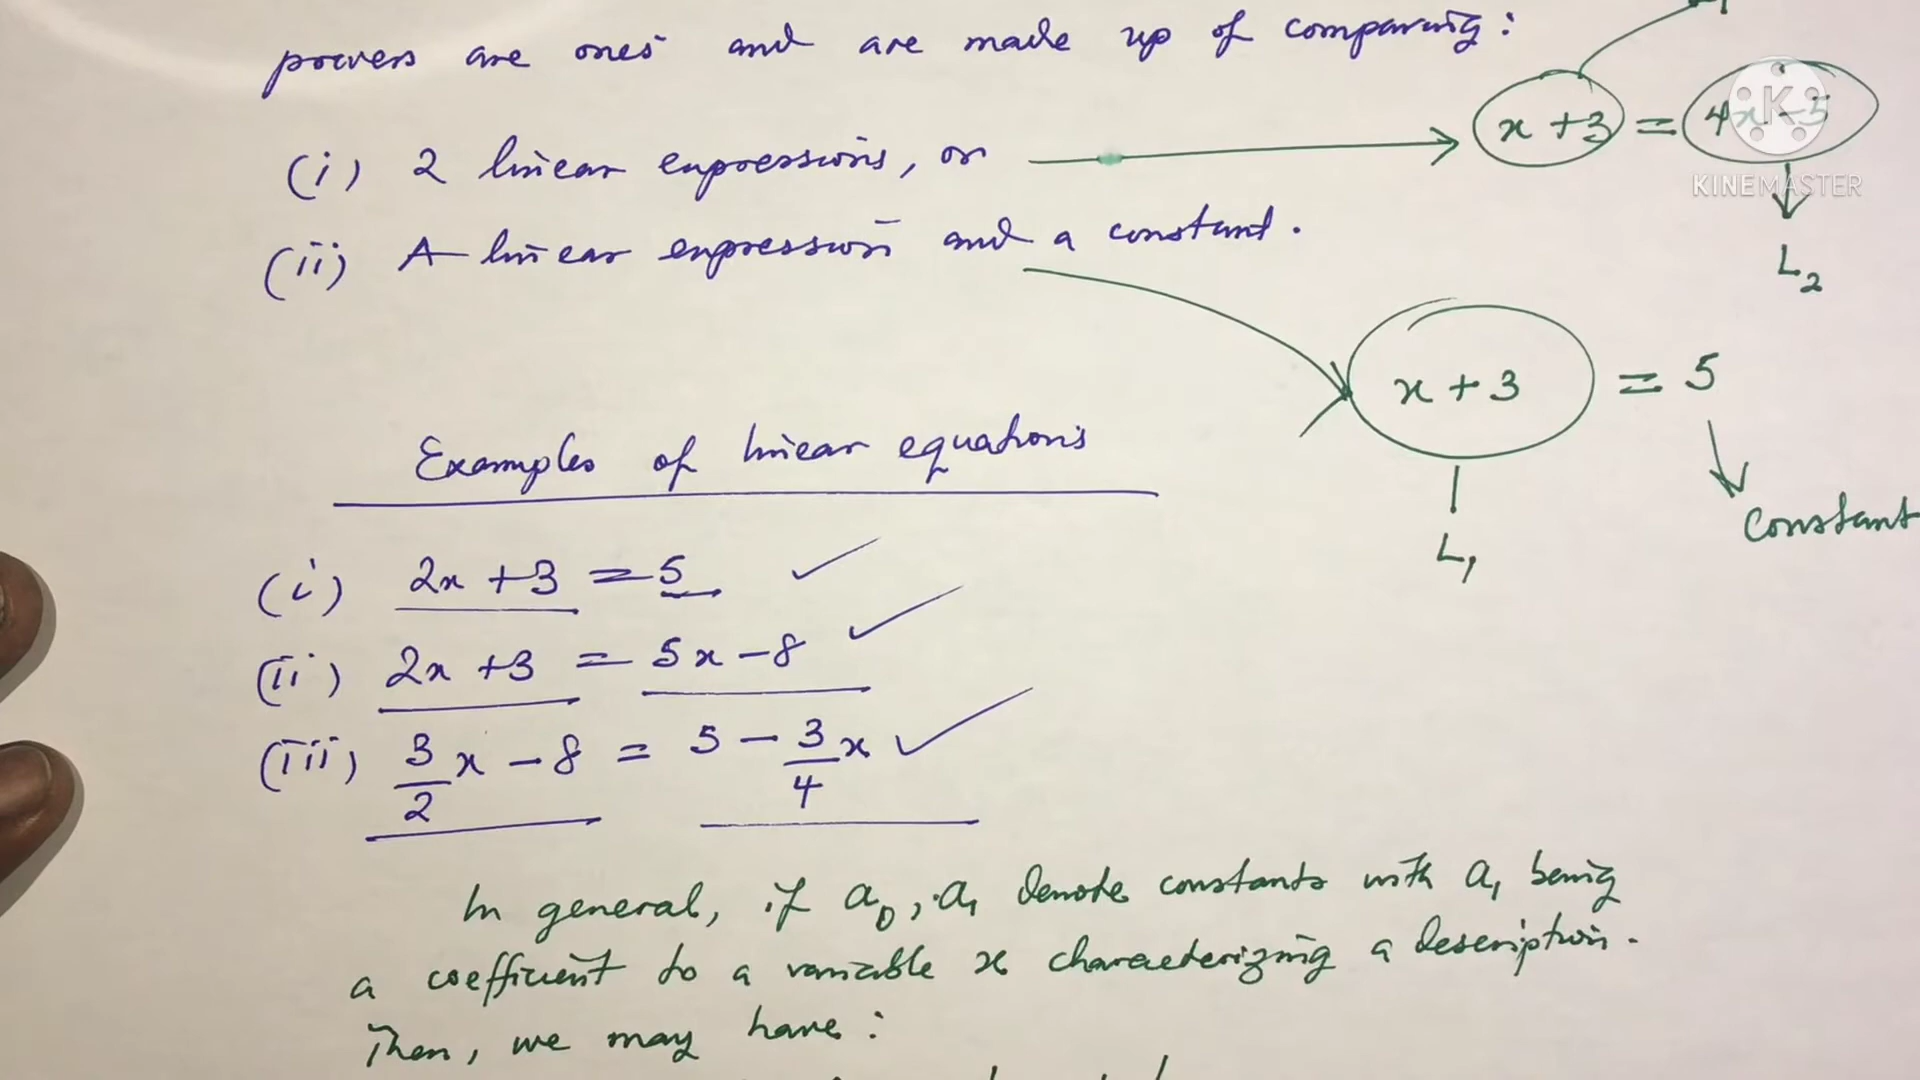 powers are ones and are made up of comparing:
(i) 2 linear expressions, or
x + 3 = 4x - 5
KINEMASTER
L₂
(ii) A linear expression and a constant.
x + 3 = 5
L₁
Constant
Examples of linear equations
(i) 2x + 3 = 5
(ii) 2x + 3 = 5x - 8
(iii) 3/2 x - 8 = 5 - 3/4 x
In general, if a₀, a₁ denote constants with a₁ being
a coefficient to a variable x characterizing a description.
Then, we may have: